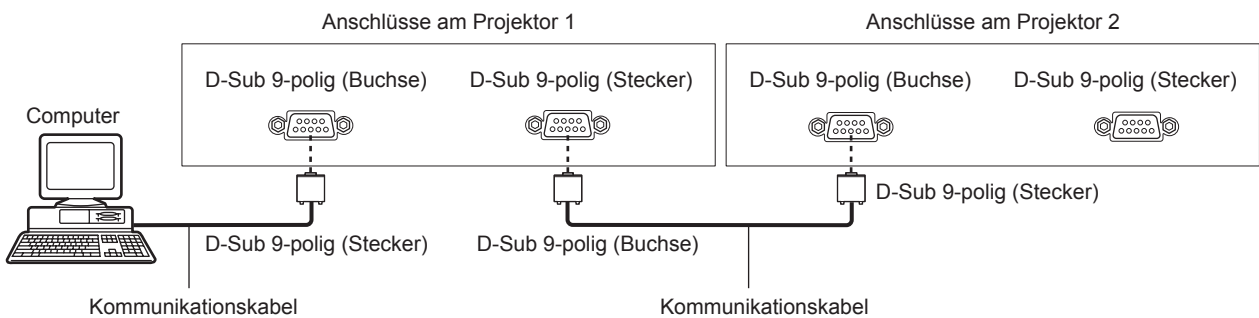 Anschlüsse am Projektor 1
Anschlüsse am Projektor 2
D-Sub 9-polig (Buchse)
D-Sub 9-polig (Stecker)
D-Sub 9-polig (Buchse)
D-Sub 9-polig (Stecker)
Computer
D-Sub 9-polig (Stecker)
D-Sub 9-polig (Stecker)
D-Sub 9-polig (Buchse)
Kommunikationskabel
Kommunikationskabel